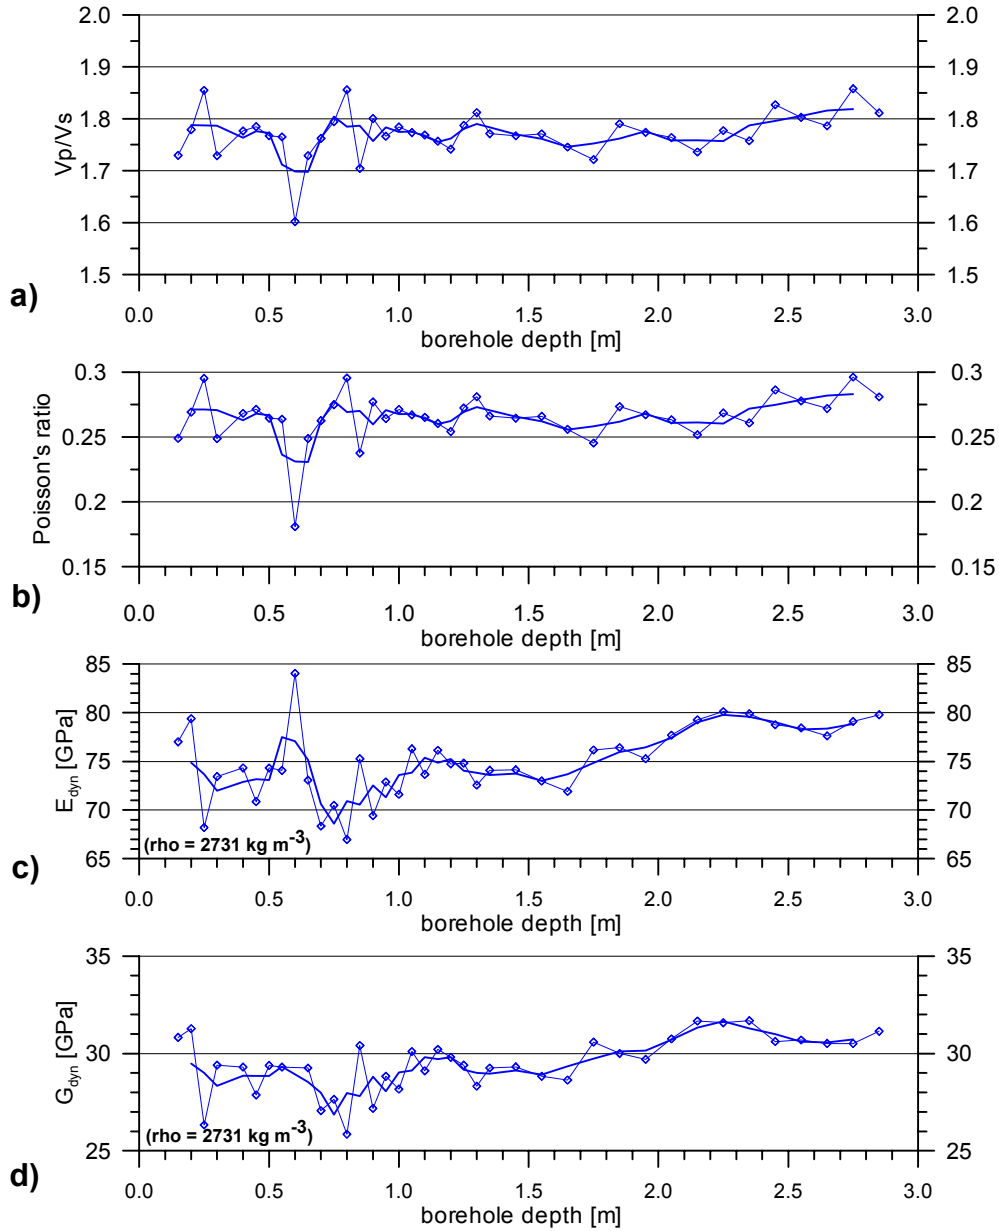 2.0 2.0
1.9 1.9
1.8 1.8
1.7 1.7
1.6 1.6
1.5 1.5
Vp/Vs
a)
0.0 0.5 1.0 1.5 2.0 2.5 3.0
borehole depth [m]
0.3 0.3
0.25 0.25
0.2 0.2
0.15 0.15
Poisson's ratio
b)
0.0 0.5 1.0 1.5 2.0 2.5 3.0
borehole depth [m]
85 85
80 80
75 75
70 70
65 65
E_dyn [GPa]
(rho = 2731 kg m^-3)
c)
0.0 0.5 1.0 1.5 2.0 2.5 3.0
borehole depth [m]
35 35
30 30
25 25
G_dyn [GPa]
(rho = 2731 kg m^-3)
d)
0.0 0.5 1.0 1.5 2.0 2.5 3.0
borehole depth [m]